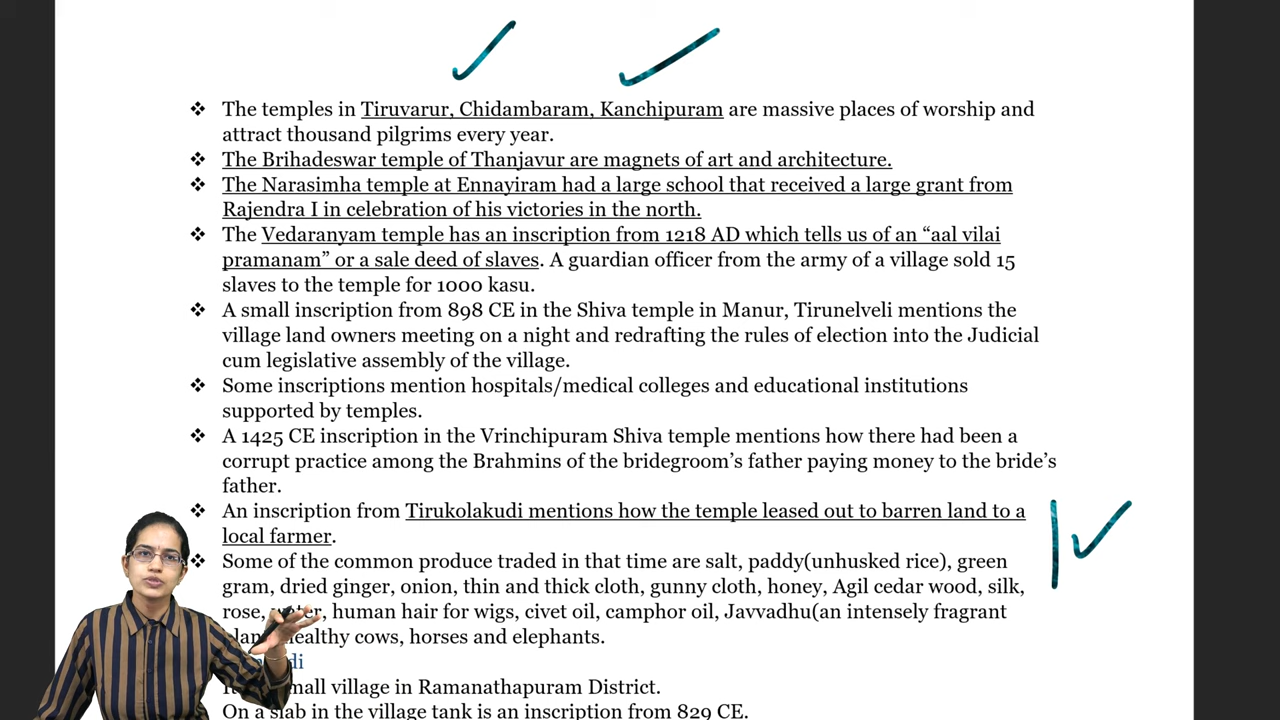 ❖ The temples in Tiruvarur, Chidambaram, Kanchipuram are massive places of worship and
attract thousand pilgrims every year.
❖ The Brihadeswar temple of Thanjavur are magnets of art and architecture.
❖ The Narasimha temple at Ennayiram had a large school that received a large grant from
Rajendra I in celebration of his victories in the north.
❖ The Vedaranyam temple has an inscription from 1218 AD which tells us of an “aal vilai
pramanam” or a sale deed of slaves. A guardian officer from the army of a village sold 15
slaves to the temple for 1000 kasu.
❖ A small inscription from 898 CE in the Shiva temple in Manur, Tirunelveli mentions the
village land owners meeting on a night and redrafting the rules of election into the Judicial
cum legislative assembly of the village.
❖ Some inscriptions mention hospitals/medical colleges and educational institutions
supported by temples.
❖ A 1425 CE inscription in the Vrinchipuram Shiva temple mentions how there had been a
corrupt practice among the Brahmins of the bridegroom’s father paying money to the bride’s
father.
❖ An inscription from Tirukolakudi mentions how the temple leased out to barren land to a
local farmer.
❖ Some of the common produce traded in that time are salt, paddy(unhusked rice), green
gram, dried ginger, onion, thin and thick cloth, gunny cloth, honey, Agil cedar wood, silk,
rose, human hair for wigs, civet oil, camphor oil, Javvadhu(an intensely fragrant
healthy cows, horses and elephants.
small village in Ramanathapuram District.
On a slab in the village tank is an inscription from 829 CE.